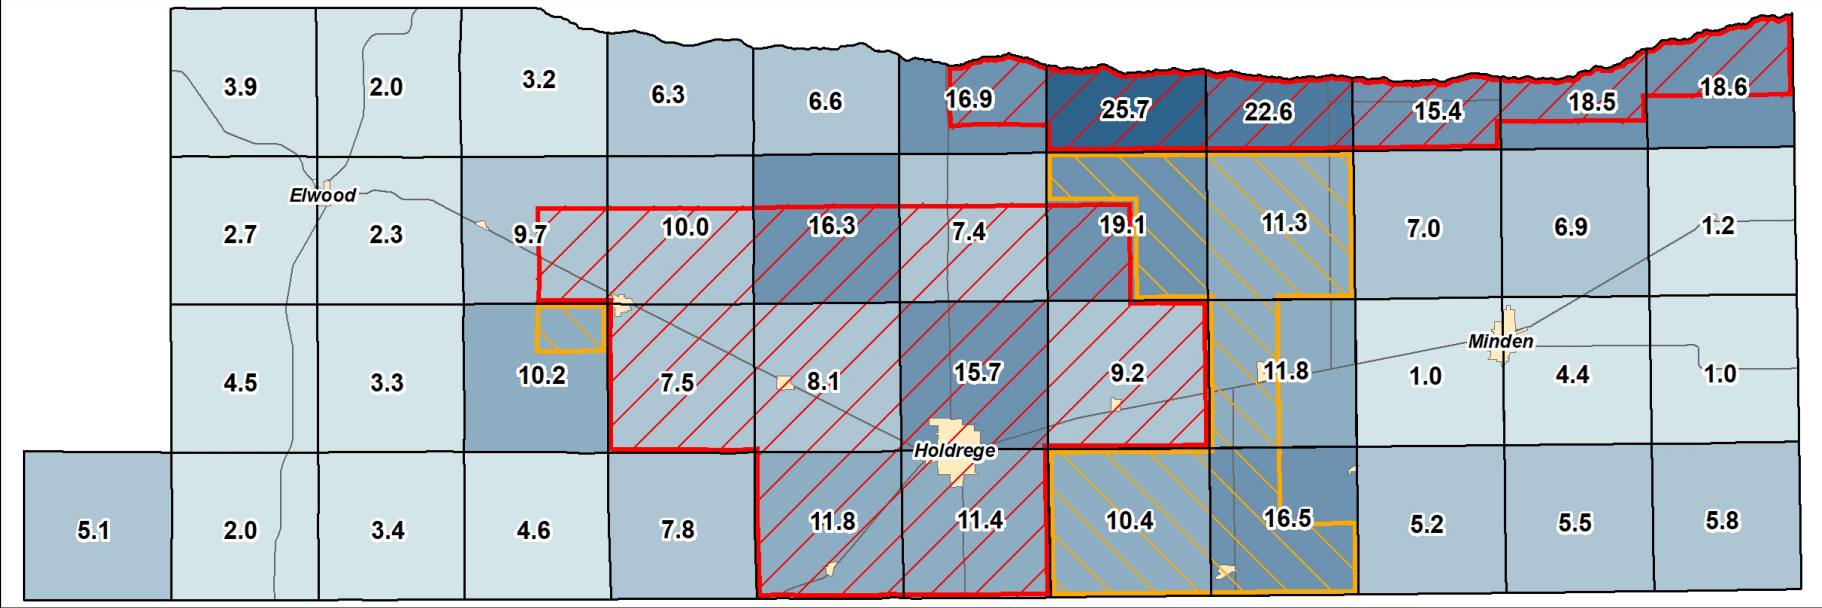 3.9 2.0 3.2 6.3 6.6 16.9 25.7 22.6 15.4 18.5 18.6
Elwood
2.7 2.3 9.7 10.0 16.3 7.4 19.1 11.3 7.0 6.9 1.2
Minden
4.5 3.3 10.2 7.5 8.1 15.7 9.2 11.8 1.0 4.4 1.0
Holdrege
5.1 2.0 3.4 4.6 7.8 11.8 11.4 10.4 16.5 5.2 5.5 5.8